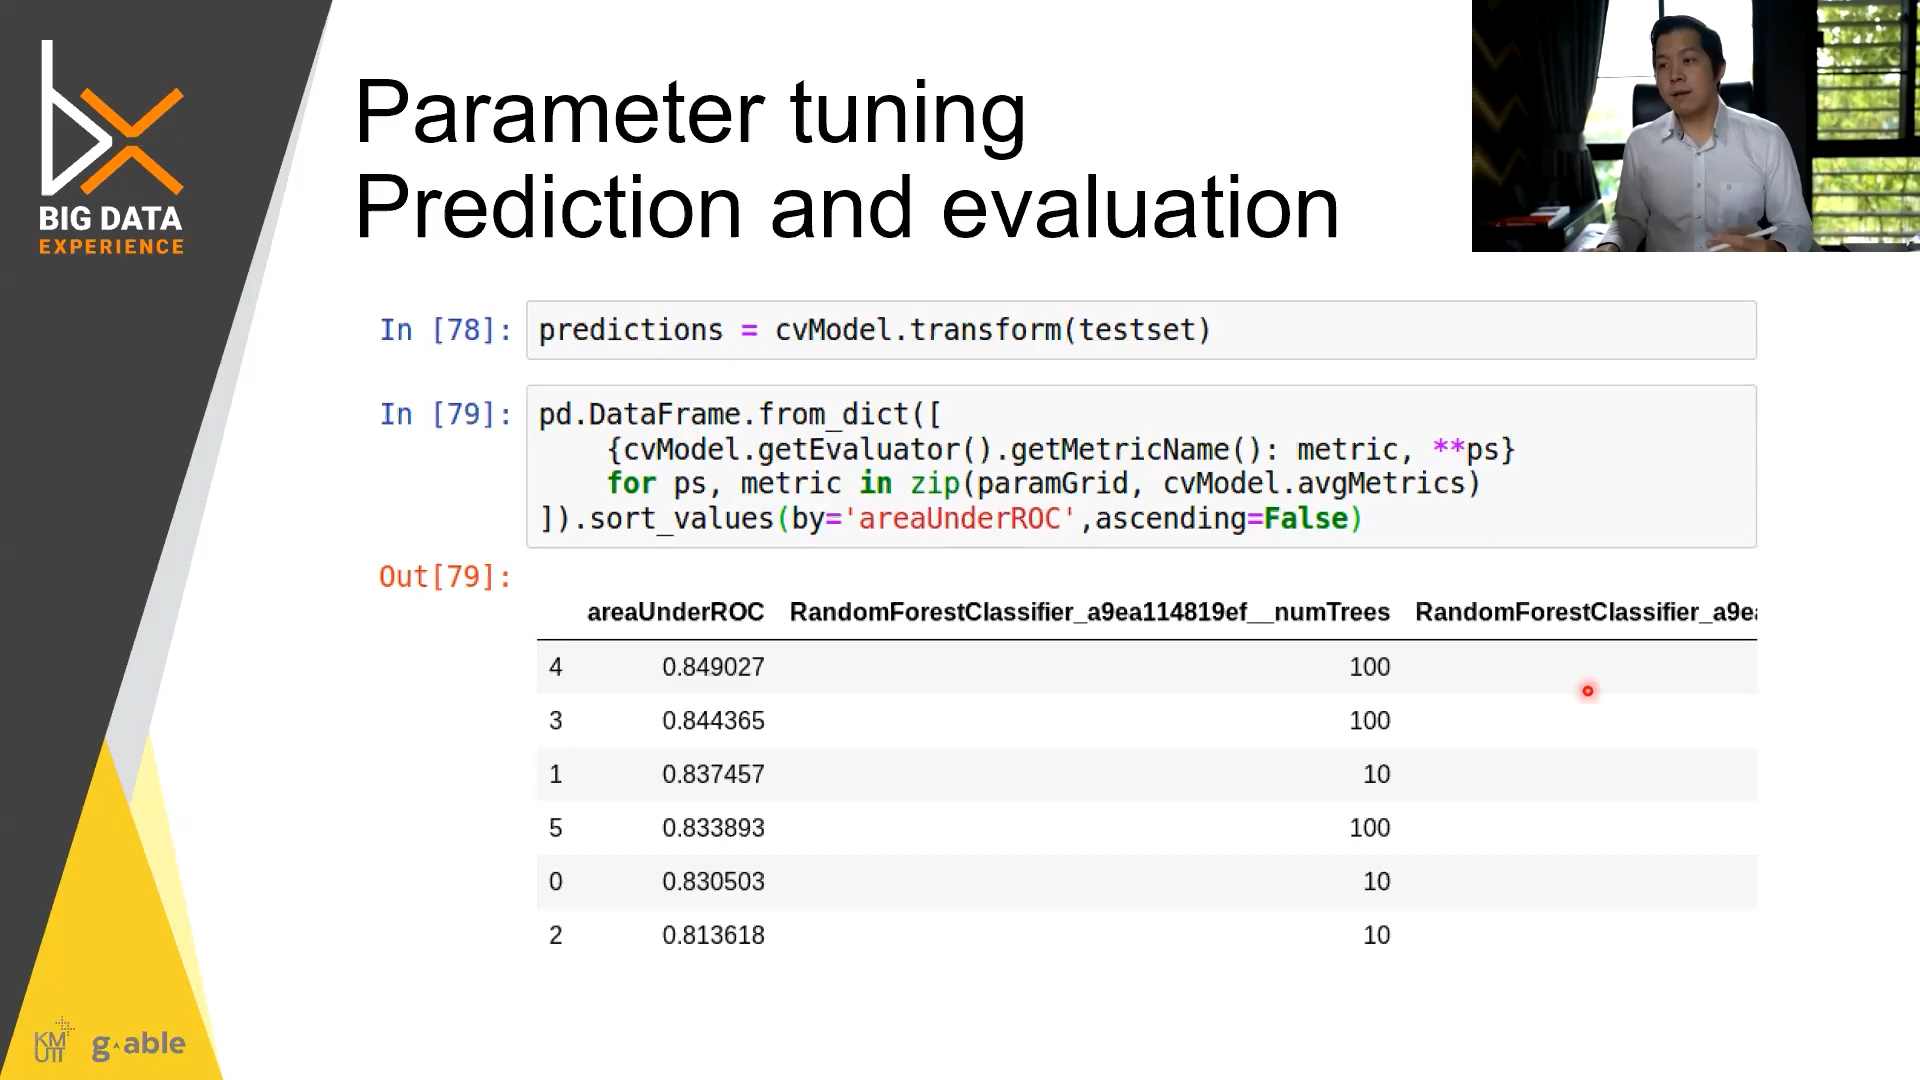 BIG DATA
EXPERIENCE
Parameter tuning
Prediction and evaluation
In [78]: predictions = cvModel.transform(testset)
In [79]: pd.DataFrame.from_dict([
{cvModel.getEvaluator().getMetricName(): metric, **ps}
for ps, metric in zip(paramGrid, cvModel.avgMetrics)
]).sort_values(by='areaUnderROC',ascending=False)
Out[79]:
areaUnderROC RandomForestClassifier_a9ea114819ef__numTrees RandomForestClassifier_a9ea
4 0.849027 100
3 0.844365 100
1 0.837457 10
5 0.833893 100
0 0.830503 10
2 0.813618 10
KM
UTT
g-able